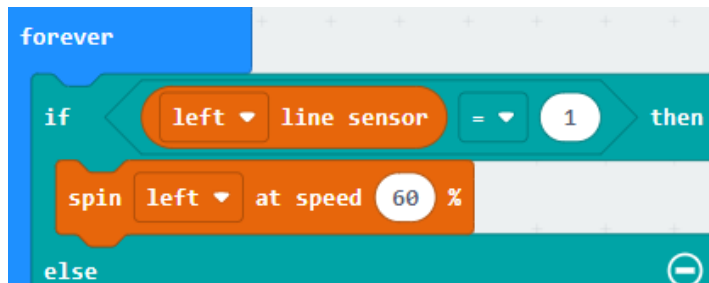 forever
if left line sensor = 1 then
spin left at speed 60 %
else